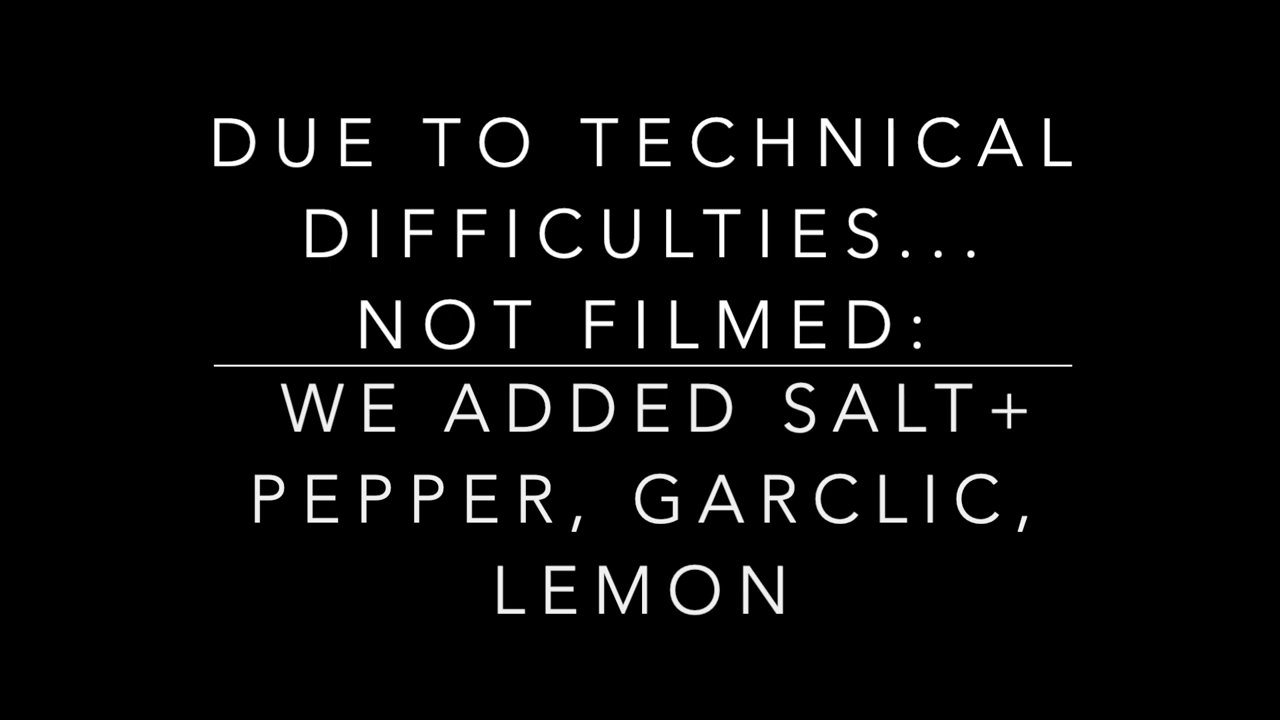 DUE TO TECHNICAL
DIFFICULTIES...
NOT FILMED:
WE ADDED SALT+
PEPPER, GARCLIC,
LEMON